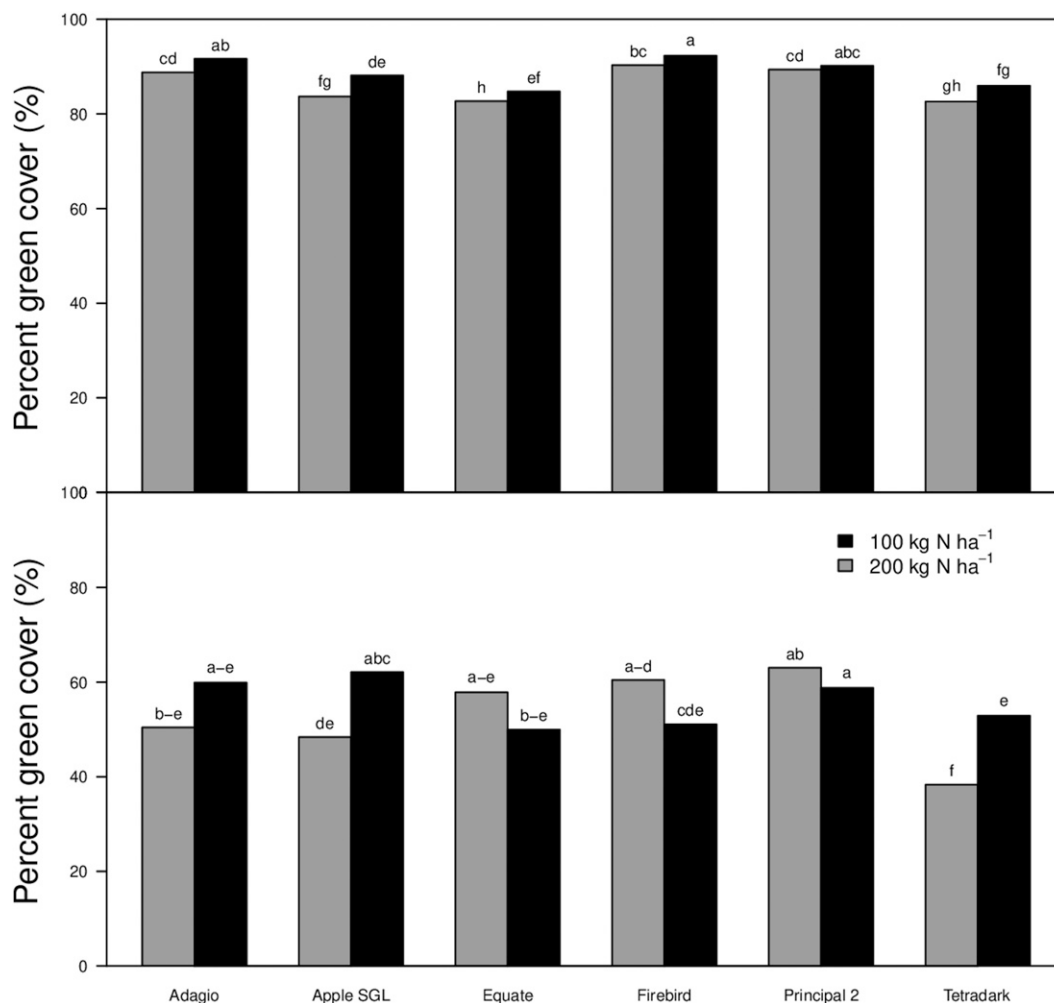 Percent green cover (%)
100
80
60
40
20
cd
ab
fg
de
h
ef
bc
a
cd
abc
gh
fg
Percent green cover (%)
100
80
60
40
20
0
100 kg N ha⁻¹
200 kg N ha⁻¹
b−e
a−e
de
abc
a−e
b−e
a−d
cde
ab
a
f
e
Adagio
Apple SGL
Equate
Firebird
Principal 2
Tetradark